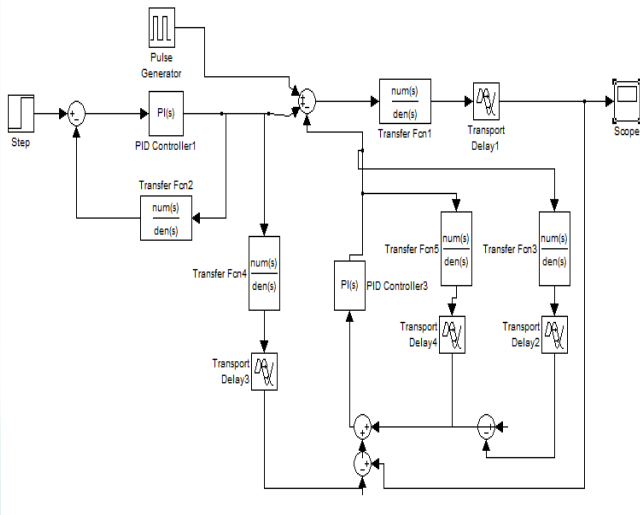 Pulse
Generator
Step
PI(s)
PID Controller1
num(s)
den(s)
Transfer Fcn1
Transport
Delay1
Scope
Transfer Fcn2
num(s)
den(s)
Transfer Fcn4
num(s)
den(s)
PI(s)
PID Controller3
Transfer Fcn5
num(s)
den(s)
Transfer Fcn3
num(s)
den(s)
Transport
Delay3
Transport
Delay4
Transport
Delay2